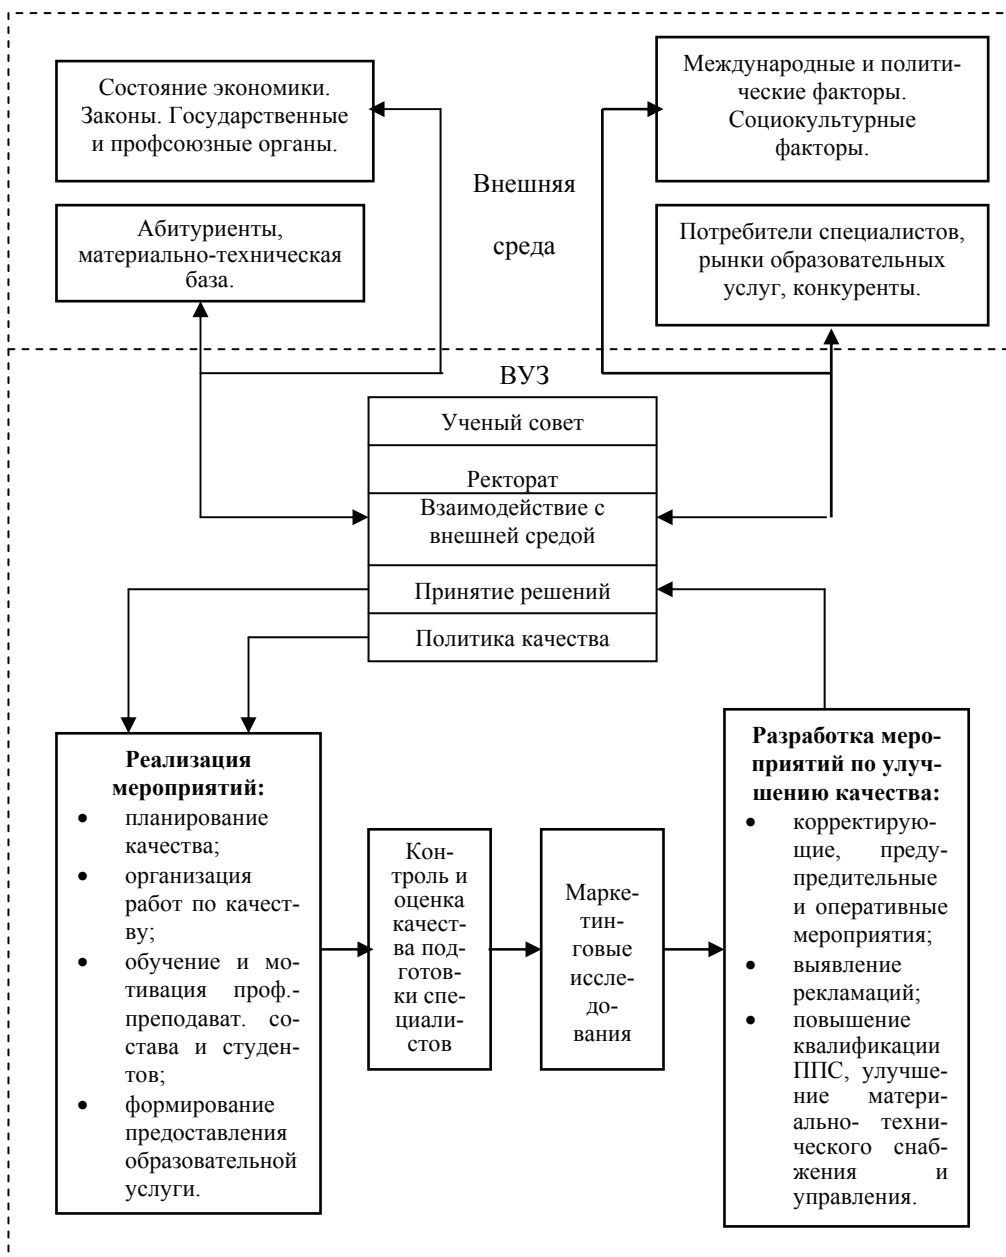 Состояние экономики.
Законы. Государственные
и профсоюзные органы.
Международные и полити-
ческие факторы.
Социокультурные
факторы.
Внешняя
среда
Абитуриенты,
материально-техническая
база.
Потребители специалистов,
рынки образовательных
услуг, конкуренты.
ВУЗ
Ученый совет
Ректорат
Взаимодействие с
внешней средой
Принятие решений
Политика качества
Реализация
мероприятий:
• планирование
качества;
• организация
работ по качест-
ву;
• обучение и мо-
тивация проф.-
преподават. со-
става и студен-
тов;
• формирование
предоставления
образовательной
услуги.
Кон-
троль и
оценка
качест-
ва под-
готов-
ки спе-
циали-
стов
Марке-
тин-
говые
иссле-
до-
вания
Разработка меро-
приятий по улуч-
шению качества:
• корректирую-
щие, преду-
предительные
и оперативные
мероприятия;
• выявление
рекламаций;
• повышение
квалификации
ППС, улучше-
ние матери-
ально- техни-
ческого снаб-
жения и
управления.